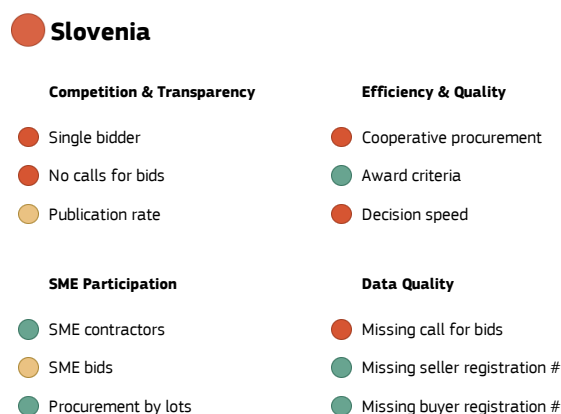 Slovenia
Competition & Transparency
Single bidder
No calls for bids
Publication rate
Efficiency & Quality
Cooperative procurement
Award criteria
Decision speed
SME Participation
SME contractors
SME bids
Procurement by lots
Data Quality
Missing call for bids
Missing seller registration #
Missing buyer registration #